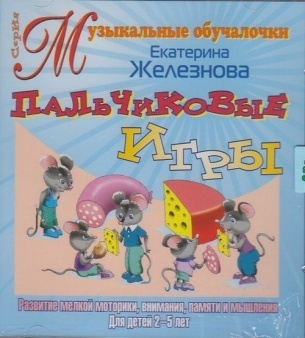 Серия
Музыкальные обучалочки
Екатерина
Железнова
Пальчиковые
игры
Развитие мелкой моторики, внимания, памяти и мышления
Для детей 2-5 лет